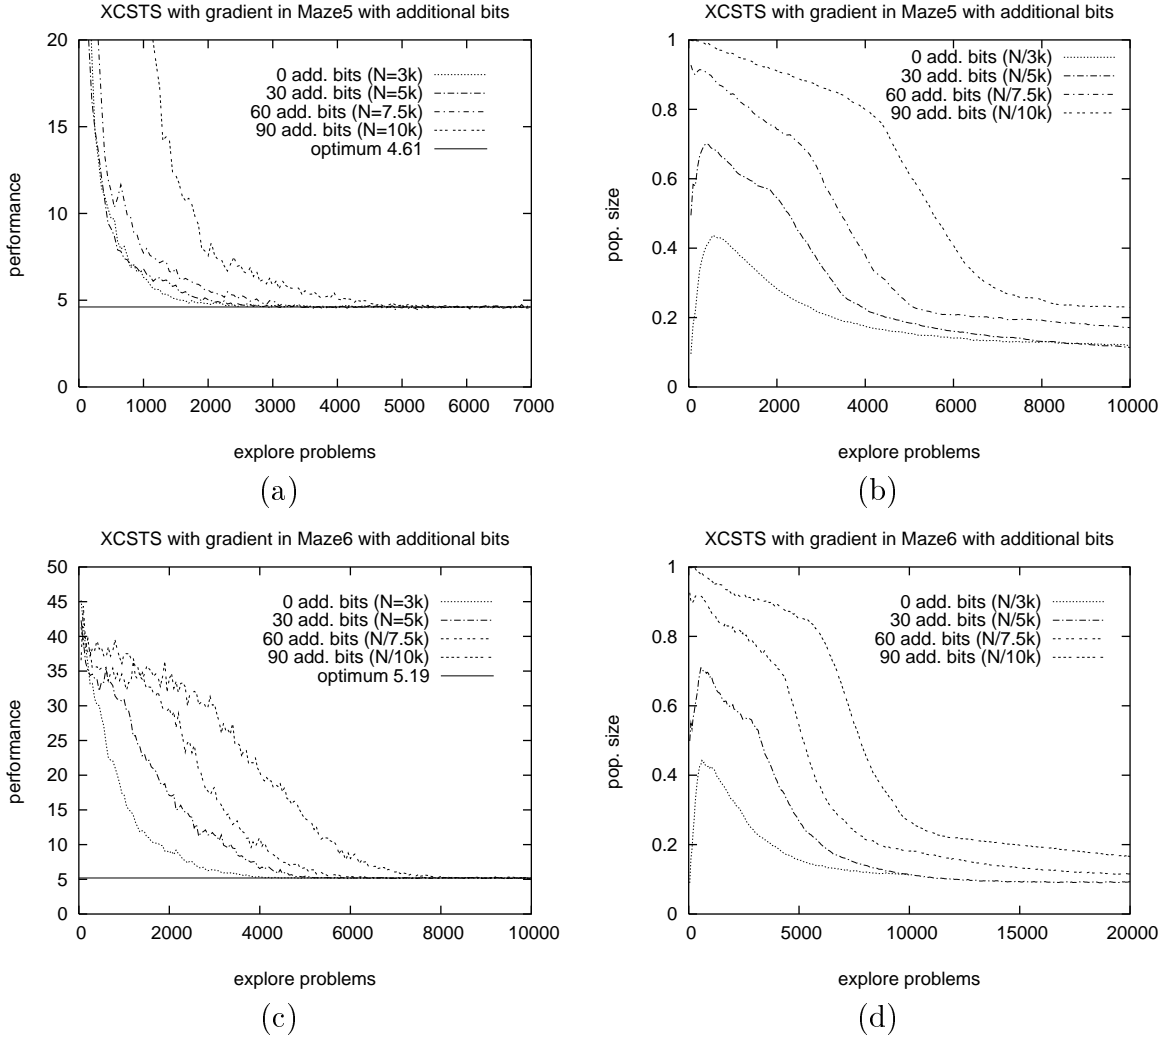 XCSTS with gradient in Maze5 with additional bits
20
15
10
5
0
performance
0 add. bits (N=3k)
30 add. bits (N=5k)
60 add. bits (N=7.5k)
90 add. bits (N=10k)
optimum 4.61
0 1000 2000 3000 4000 5000 6000 7000
explore problems
(a)
XCSTS with gradient in Maze5 with additional bits
1
0.8
0.6
0.4
0.2
0
pop. size
0 add. bits (N/3k)
30 add. bits (N/5k)
60 add. bits (N/7.5k)
90 add. bits (N/10k)
0 2000 4000 6000 8000 10000
explore problems
(b)
XCSTS with gradient in Maze6 with additional bits
50
45
40
35
30
25
20
15
10
5
0
performance
0 add. bits (N=3k)
30 add. bits (N=5k)
60 add. bits (N/7.5k)
90 add. bits (N/10k)
optimum 5.19
0 2000 4000 6000 8000 10000
explore problems
(c)
XCSTS with gradient in Maze6 with additional bits
1
0.8
0.6
0.4
0.2
0
pop. size
0 add. bits (N/3k)
30 add. bits (N/5k)
60 add. bits (N/7.5k)
90 add. bits (N/10k)
0 5000 10000 15000 20000
explore problems
(d)